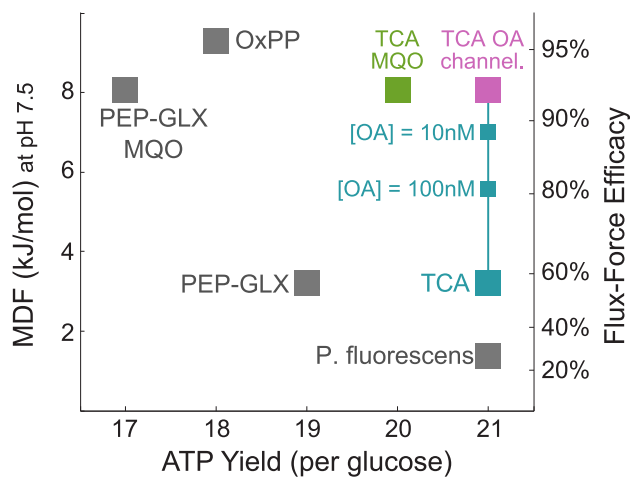 OxPP
TCA
MQO
TCA OA
channel.
PEP-GLX
MQO
[OA] = 10nM
[OA] = 100nM
PEP-GLX
TCA
P. fluorescens
MDF (kJ/mol) at pH 7.5
8
6
4
2
95%
90%
80%
60%
40%
20%
Flux-Force Efficacy
17
18
19
20
21
ATP Yield (per glucose)